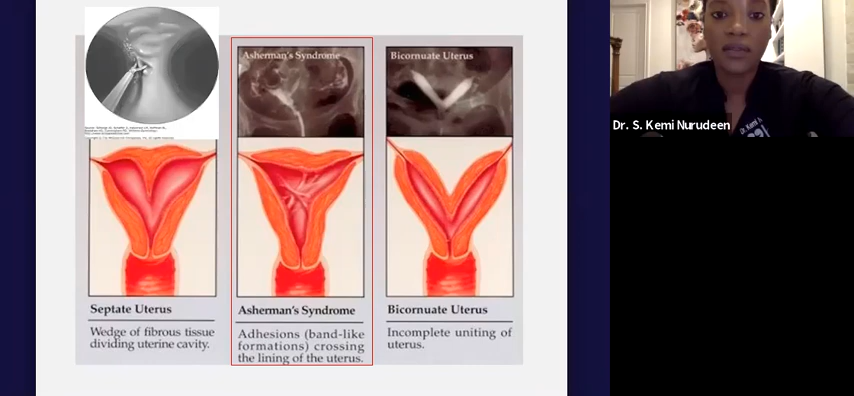 Asherman's Syndrome
Bicornuate Uterus
Septate Uterus
Wedge of fibrous tissue
dividing uterine cavity.
Asherman's Syndrome
Adhesions (band-like
formations) crossing
the lining of the uterus.
Bicornuate Uterus
Incomplete uniting of
uterus.
Dr. S. Kemi Nurudeen